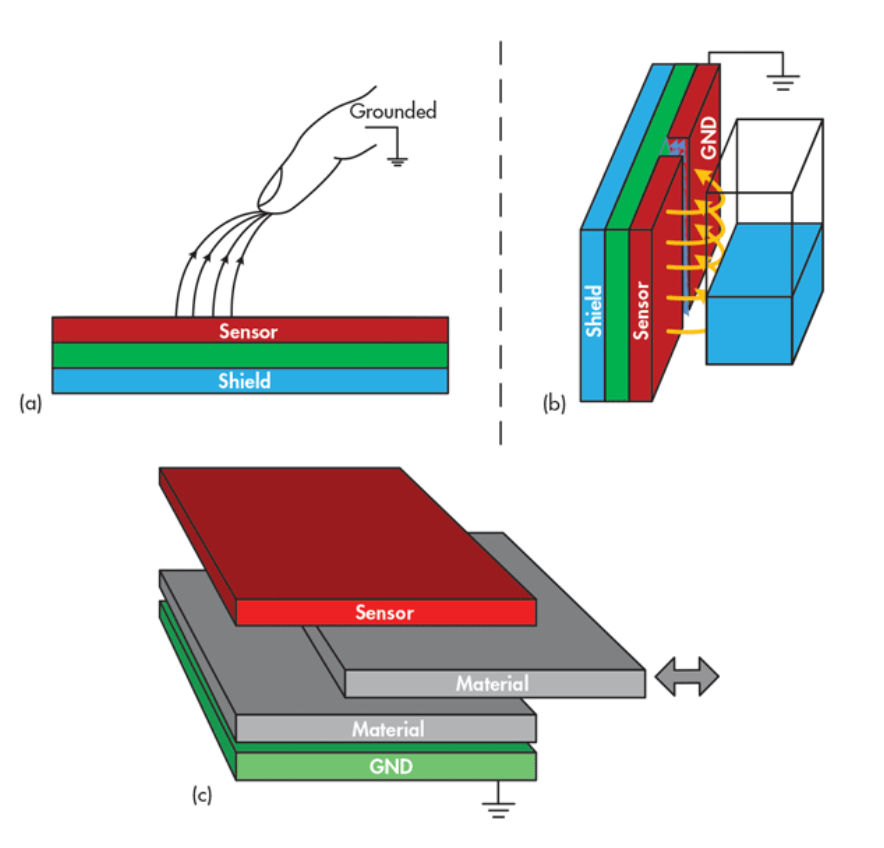 Grounded
Sensor
Shield
(a)
GND
Shield
Sensor
(b)
Sensor
Material
Material
GND
(c)